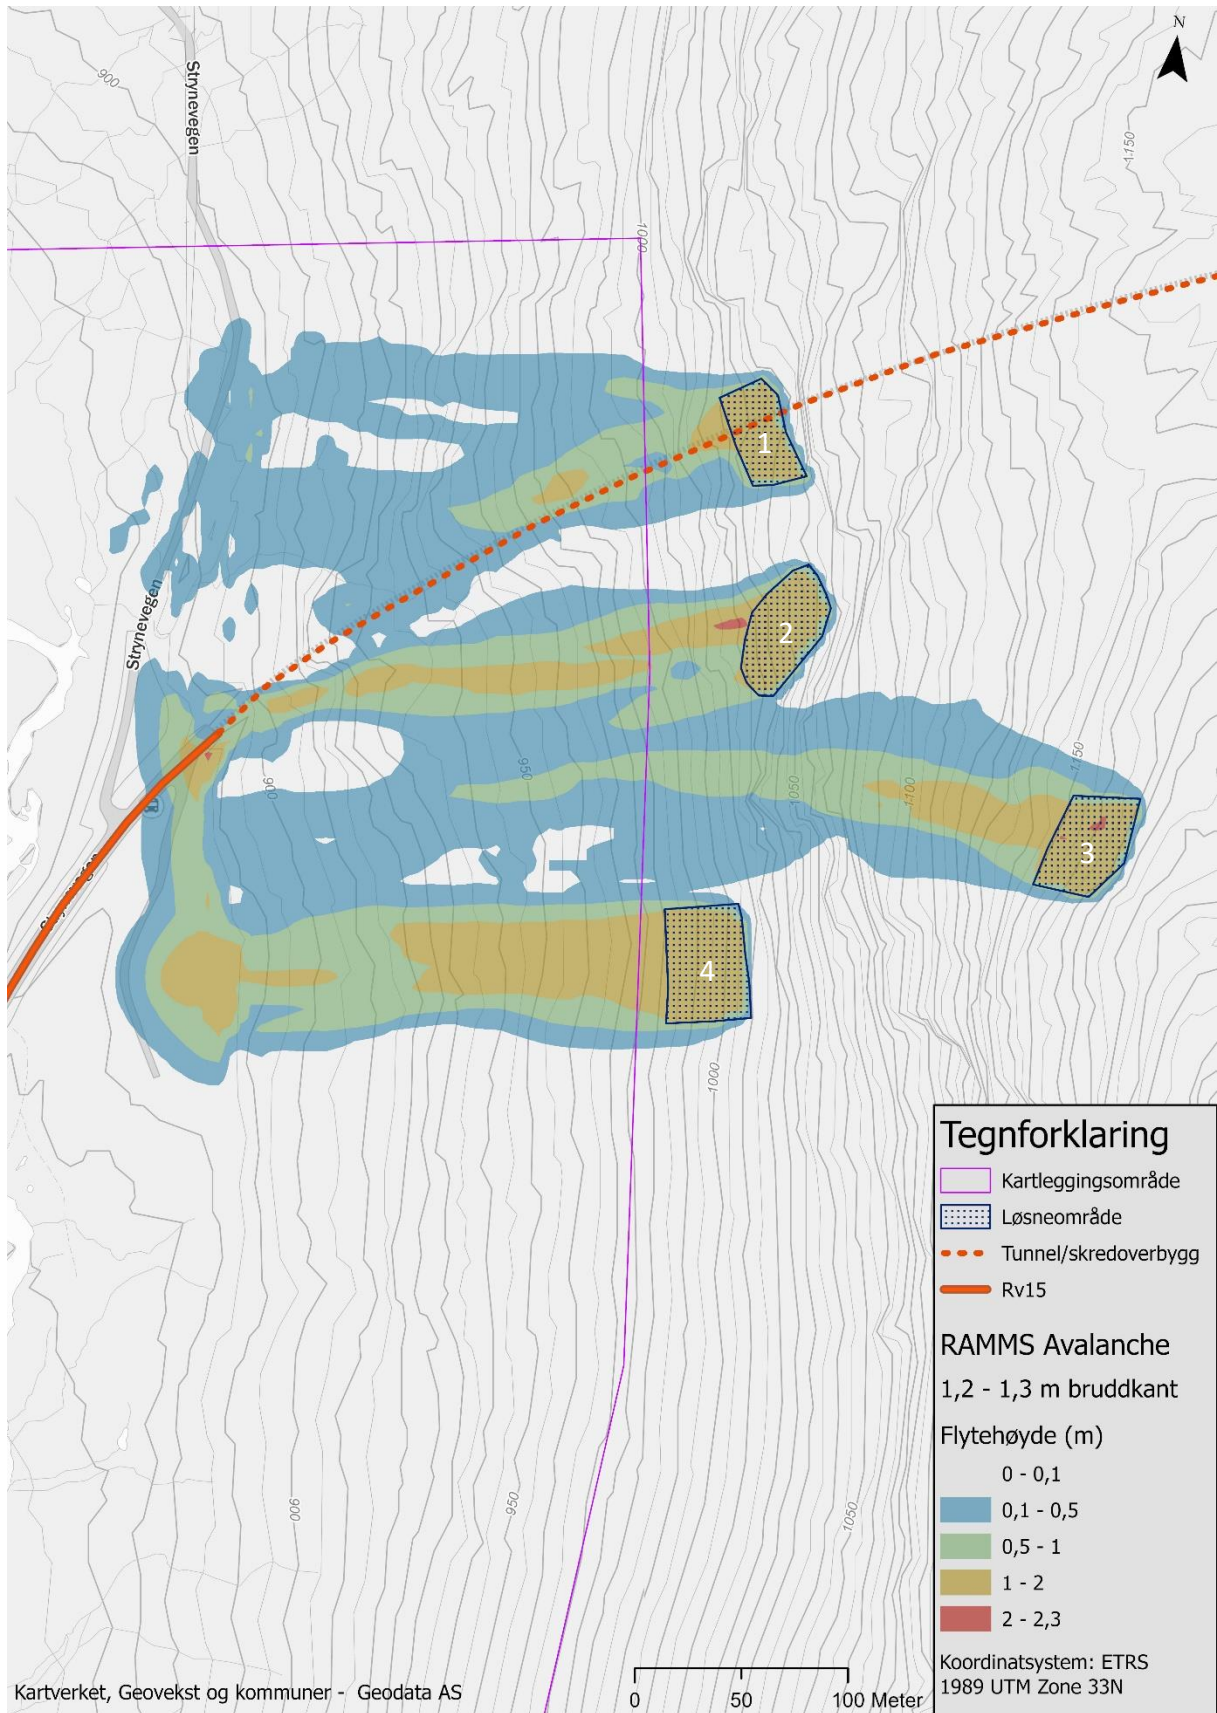 N
900
Strynevegen
1150
1000
1
Strynevegen
2
1150
950
900
1050
1100
3
4
1000
Tegnforklaring
Kartleggingsområde
Løsneområde
Tunnel/skredoverbygg
Rv15
RAMMS Avalanche
1,2 - 1,3 m bruddkant
Flytehøyde (m)
0 - 0,1
0,1 - 0,5
0,5 - 1
1 - 2
2 - 2,3
Koordinatsystem: ETRS
1989 UTM Zone 33N
900
950
1050
Kartverket, Geovekst og kommuner - Geodata AS
0 50 100 Meter